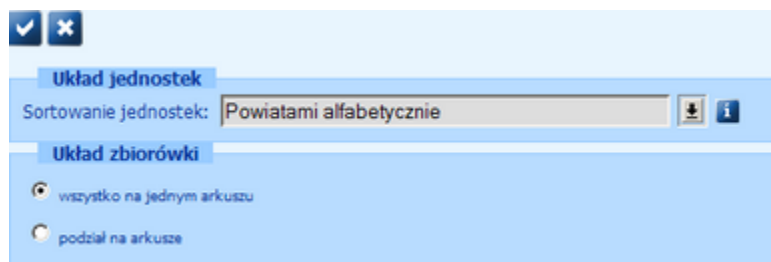 Układ jednostek
Sortowanie jednostek: Powiatami alfabetycznie
Układ zbiorówki
wszystko na jednym arkuszu
podział na arkusze